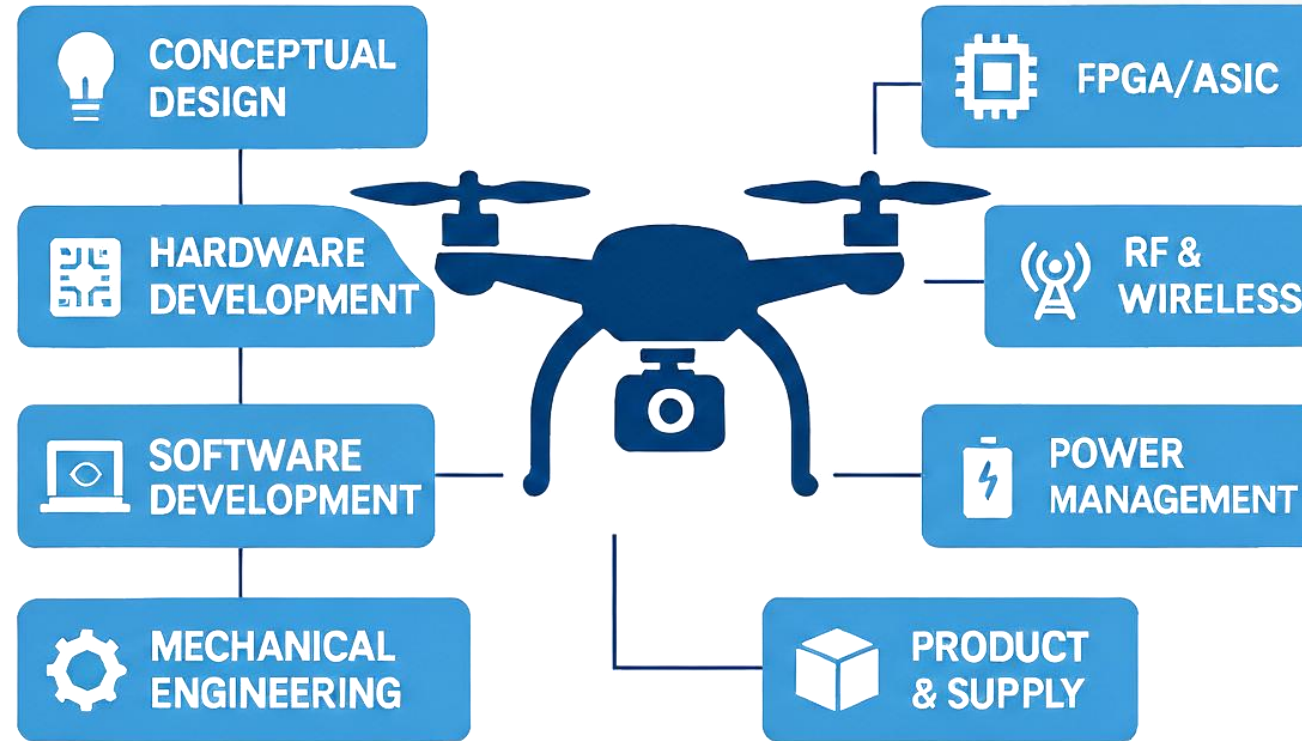 CONCEPTUAL
DESIGN
HARDWARE
DEVELOPMENT
SOFTWARE
DEVELOPMENT
MECHANICAL
ENGINEERING
FPGA/ASIC
RF &
WIRELESS
POWER
MANAGEMENT
PRODUCT
& SUPPLY